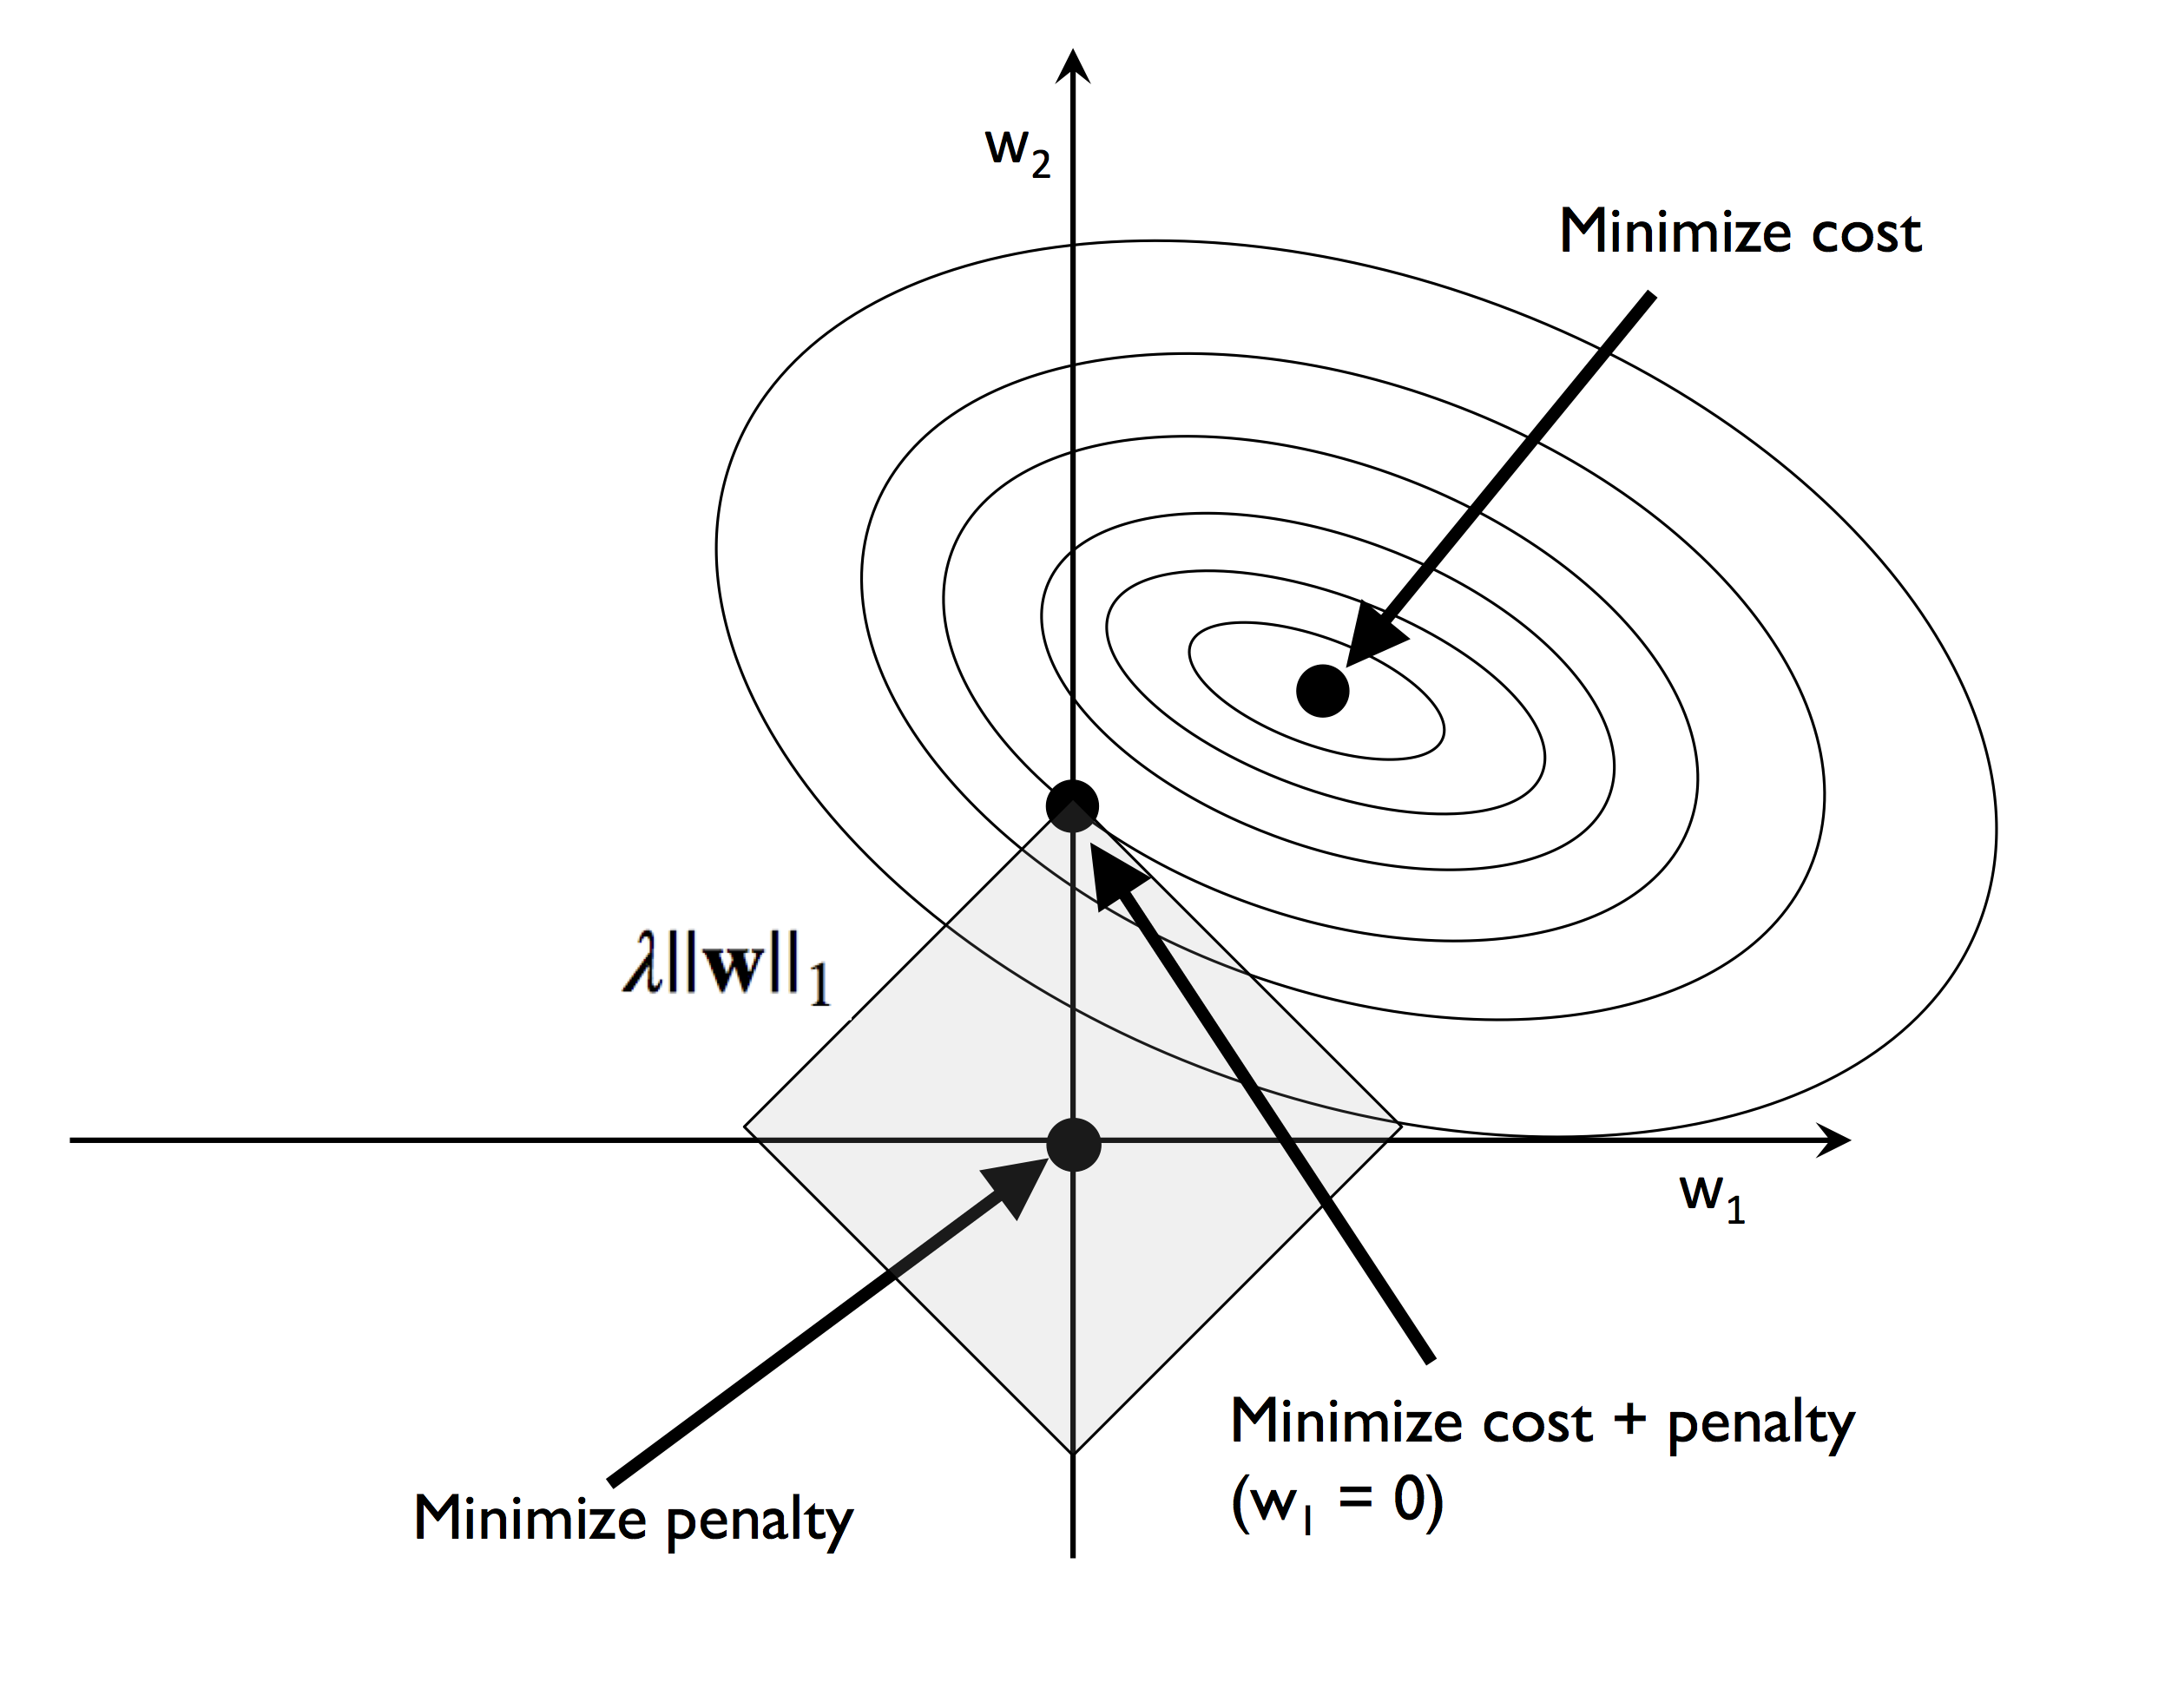 w₂
Minimize cost
λ||w||₁
w₁
Minimize cost + penalty
(w₁ = 0)
Minimize penalty